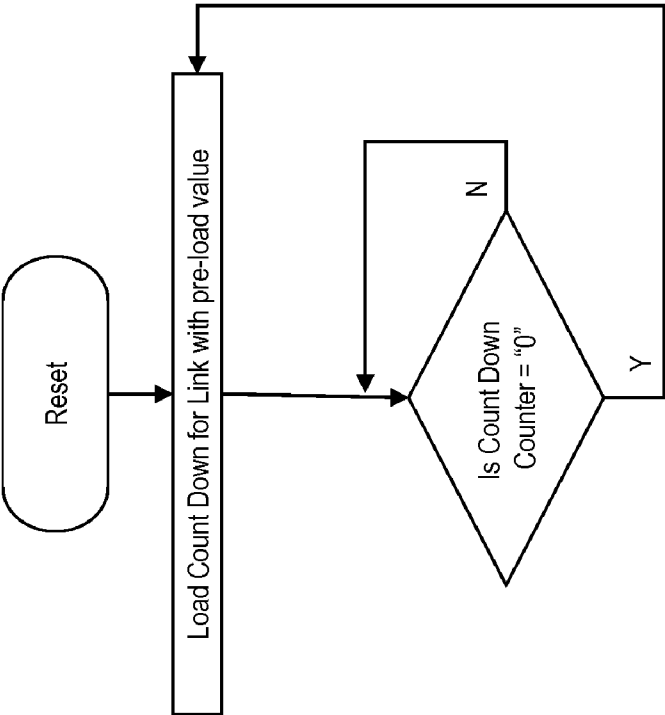 Reset
Load Count Down for Link with pre-load value
Is Count Down
Counter = “0”
N
Y